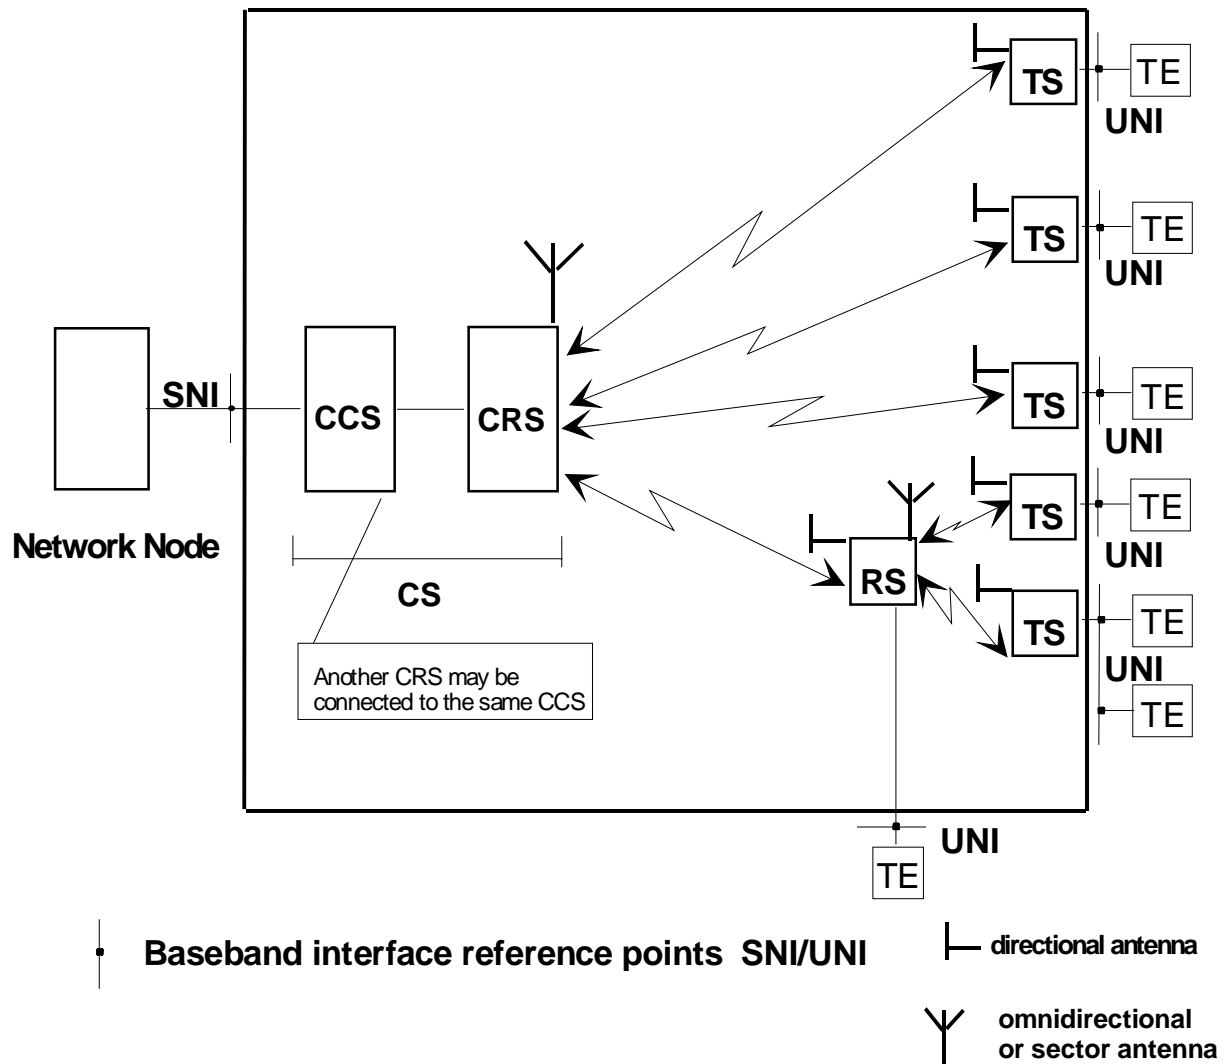 TS
TE
UNI
TS
TE
UNI
SNI
CCS
CRS
TS
TE
UNI
Network Node
CS
RS
TS
TE
UNI
TS
TE
UNI
TE
Another CRS may be
connected to the same CCS
UNI
TE
Baseband interface reference points SNI/UNI
directional antenna
omnidirectional
or sector antenna